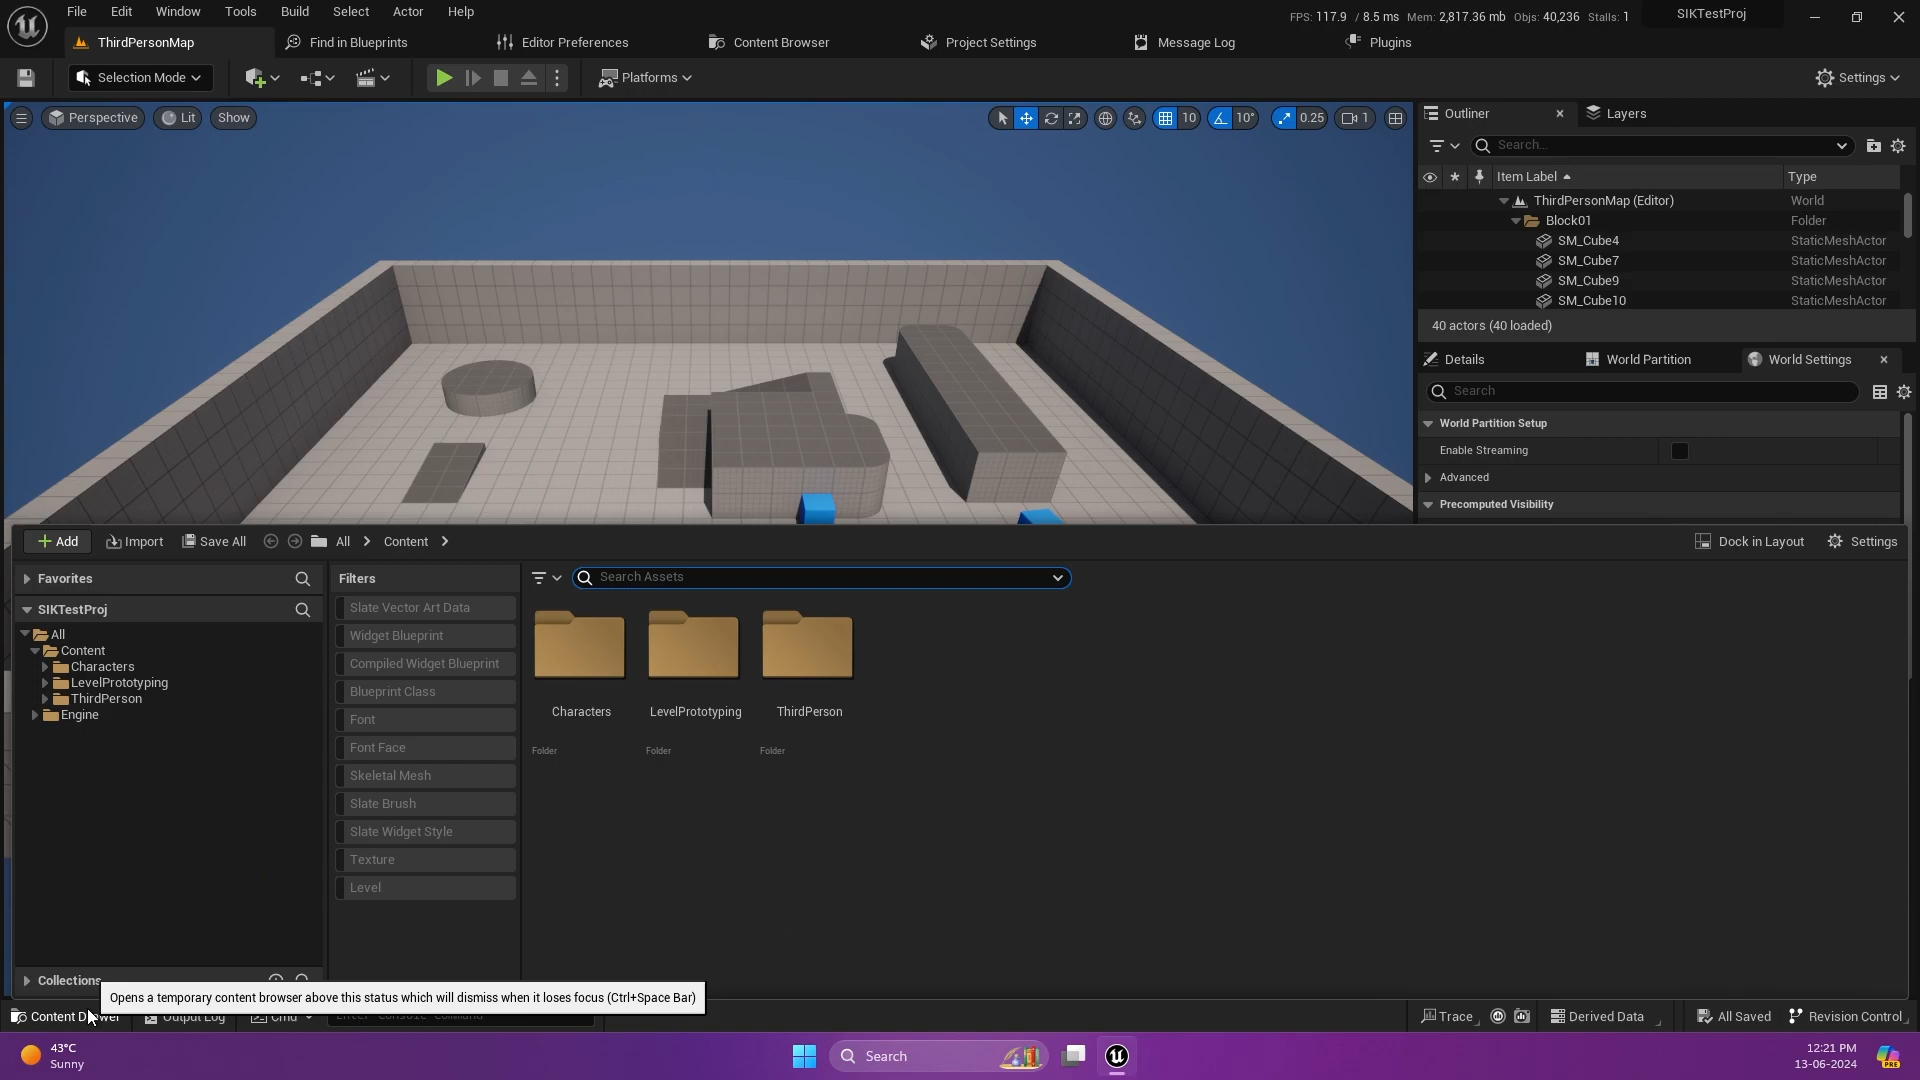 File Edit Window Tools Build Select Actor Help
FPS: 117.9 / 8.5 ms Mem: 2,817.36 mb Objs: 40,236 Stalls: 1 SIKTestProj
ThirdPersonMap Find in Blueprints Editor Preferences Content Browser Project Settings Message Log Plugins
Selection Mode Platforms Settings
Perspective Lit Show 10 10° 0.25 1
Outliner Layers
Search...
Item Label Type
ThirdPersonMap (Editor) World
Block01 Folder
SM_Cube4 StaticMeshActor
SM_Cube7 StaticMeshActor
SM_Cube9 StaticMeshActor
SM_Cube10 StaticMeshActor
40 actors (40 loaded)
Details World Partition World Settings
Search
World Partition Setup
Enable Streaming
Advanced
Precomputed Visibility
Add Import Save All All Content Dock in Layout Settings
Favorites
SIKTestProj
All
Content
Characters
LevelPrototyping
ThirdPerson
Engine
Collections
Filters
Slate Vector Art Data
Widget Blueprint
Compiled Widget Blueprint
Blueprint Class
Font
Font Face
Skeletal Mesh
Slate Brush
Slate Widget Style
Texture
Level
Search Assets
Characters LevelPrototyping ThirdPerson
Folder Folder Folder
Opens a temporary content browser above this status which will dismiss when it loses focus (Ctrl+Space Bar)
Content Output Log Cmd Enter Console Command Trace Derived Data All Saved Revision Control
43°C
Sunny
Search
12:21 PM
13-06-2024
PRE